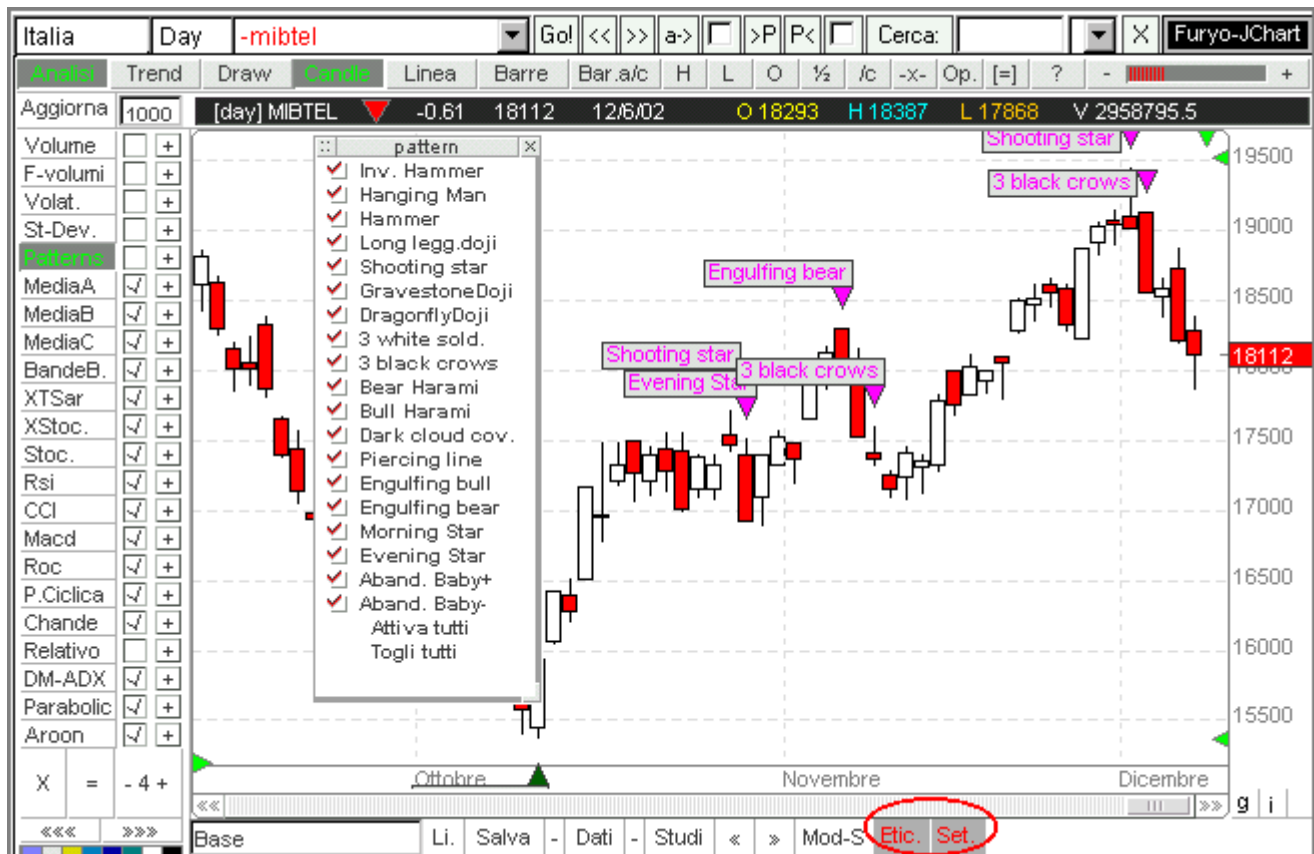 Italia Day -mibtel Go! << >> a-> >P P< Cerca: X Furyo-JChart
Analisi Trend Draw Candle Linea Barre Bar.a/c H L O ½ /c -x- Op. [=] ? - +
Aggiorna 1000 [day] MIBTEL -0.61 18112 12/6/02 O 18293 H 18387 L 17868 V 2958795.5
Volume +
F-volumi +
Volat. +
St-Dev. +
Patterns +
MediaA +
MediaB +
MediaC +
BandeB. +
XTSar +
XStoc. +
Stoc. +
Rsi +
CCI +
Macd +
Roc +
P.Ciclica +
Chande +
Relativo +
DM-ADX +
Parabolic +
Aroon +
X = - 4 +
<<< >>>
:: pattern X
Inv. Hammer
Hanging Man
Hammer
Long legg.doji
Shooting star
GravestoneDoji
DragonflyDoji
3 white sold.
3 black crows
Bear Harami
Bull Harami
Dark cloud cov.
Piercing line
Engulfing bull
Engulfing bear
Morning Star
Evening Star
Aband. Baby+
Aband. Baby-
Attiva tutti
Togli tutti
Shooting star
3 black crows
Engulfing bear
Shooting star
Evening Star
3 black crows
19500
19000
18500
18112
18000
17500
17000
16500
16000
15500
Ottobre Novembre Dicembre
<< >> g i
Base Li. Salva - Dati - Studi « » Mod-S Etic. Set.